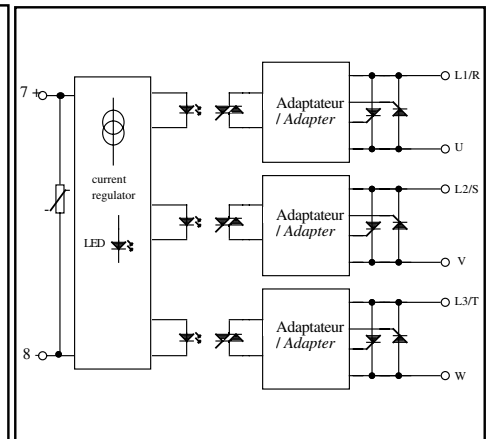 7 +
current
regulator
LED
8 -
Adaptateur
/ Adapter
L1/R
U
Adaptateur
/ Adapter
L2/S
V
Adaptateur
/ Adapter
L3/T
W